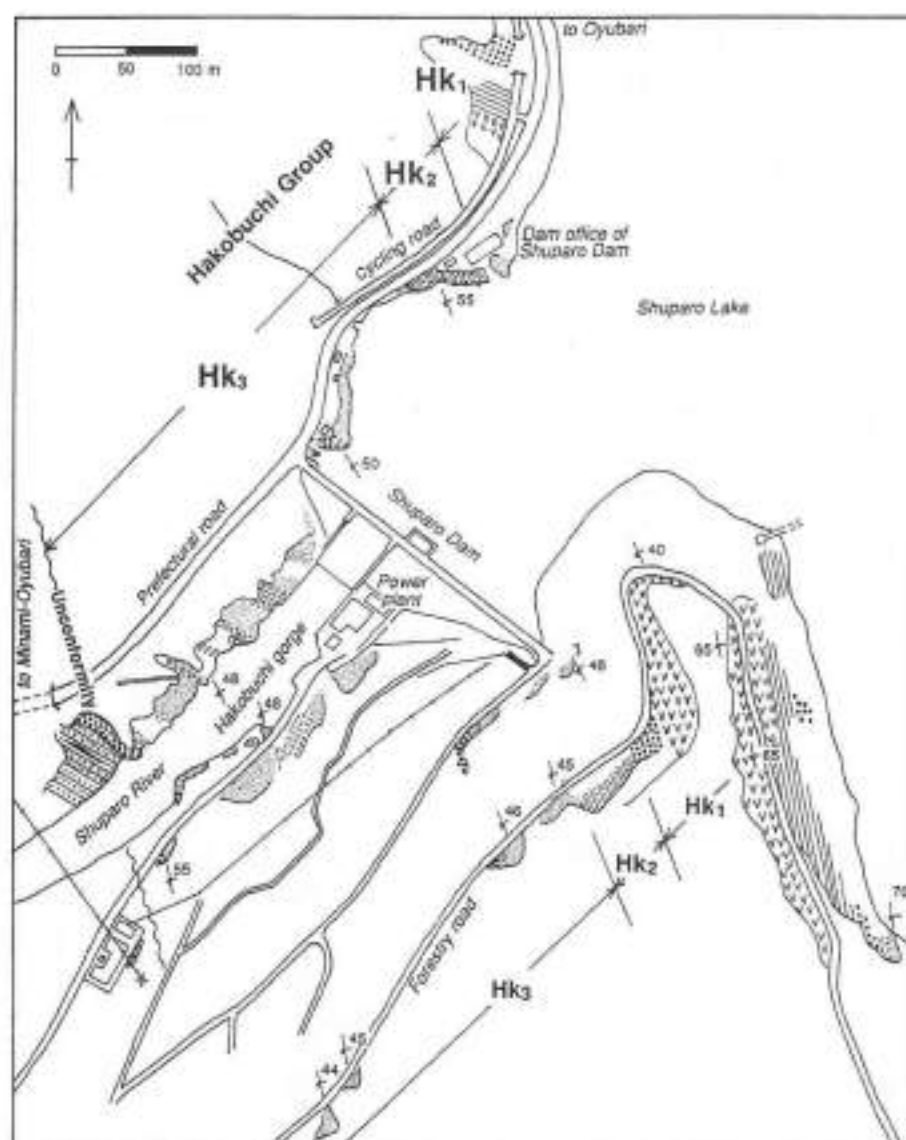 to Oyubari
0 50 100 m
Hk₁
Hk₂
Hakobuchi Group
Cycling road
Dam office of
Shuparo Dam
55
Shuparo Lake
Hk₃
50
Shuparo Dam
Prefectural road
to Minami-Oyubari
Unconformity
Power
plant
40
65
48
48
Hakobuchi gorge
48
Shuparo River
45
46
Hk₁
Hk₂
55
70
Forestry road
Hk₃
45
44